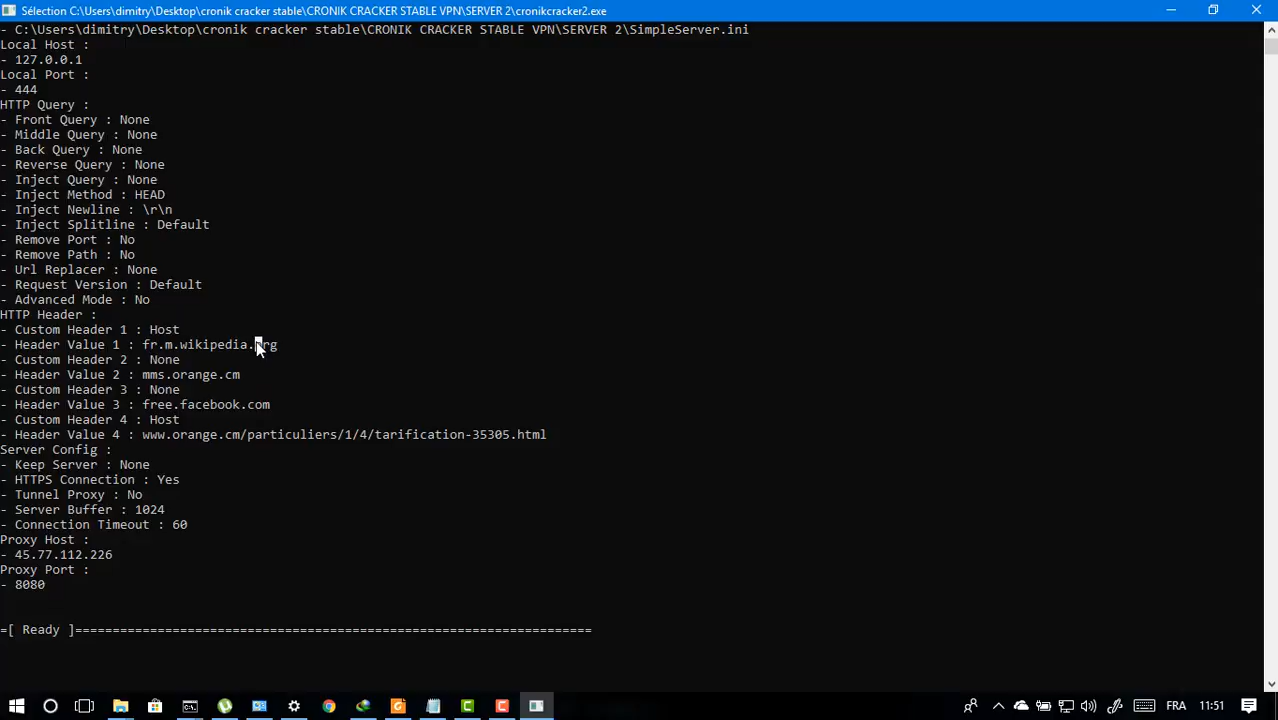 Sélection C:\Users\dimitry\Desktop\cronik cracker stable\CRONIK CRACKER STABLE VPN\SERVER 2\cronikcracker2.exe
- C:\Users\dimitry\Desktop\cronik cracker stable\CRONIK CRACKER STABLE VPN\SERVER 2\SimpleServer.ini
Local Host :
- 127.0.0.1
Local Port :
- 444
HTTP Query :
- Front Query : None
- Middle Query : None
- Back Query : None
- Reverse Query : None
- Inject Query : None
- Inject Method : HEAD
- Inject Newline : \r\n
- Inject Splitline : Default
- Remove Port : No
- Remove Path : No
- Url Replacer : None
- Request Version : Default
- Advanced Mode : No
HTTP Header :
- Custom Header 1 : Host
- Header Value 1 : fr.m.wikipedia.org
- Custom Header 2 : None
- Header Value 2 : mms.orange.cm
- Custom Header 3 : None
- Header Value 3 : free.facebook.com
- Custom Header 4 : Host
- Header Value 4 : www.orange.cm/particuliers/1/4/tarification-35305.html
Server Config :
- Keep Server : None
- HTTPS Connection : Yes
- Tunnel Proxy : No
- Server Buffer : 1024
- Connection Timeout : 60
Proxy Host :
- 45.77.112.226
Proxy Port :
- 8080
=[ Ready ]=====================================================================
FRA 11:51